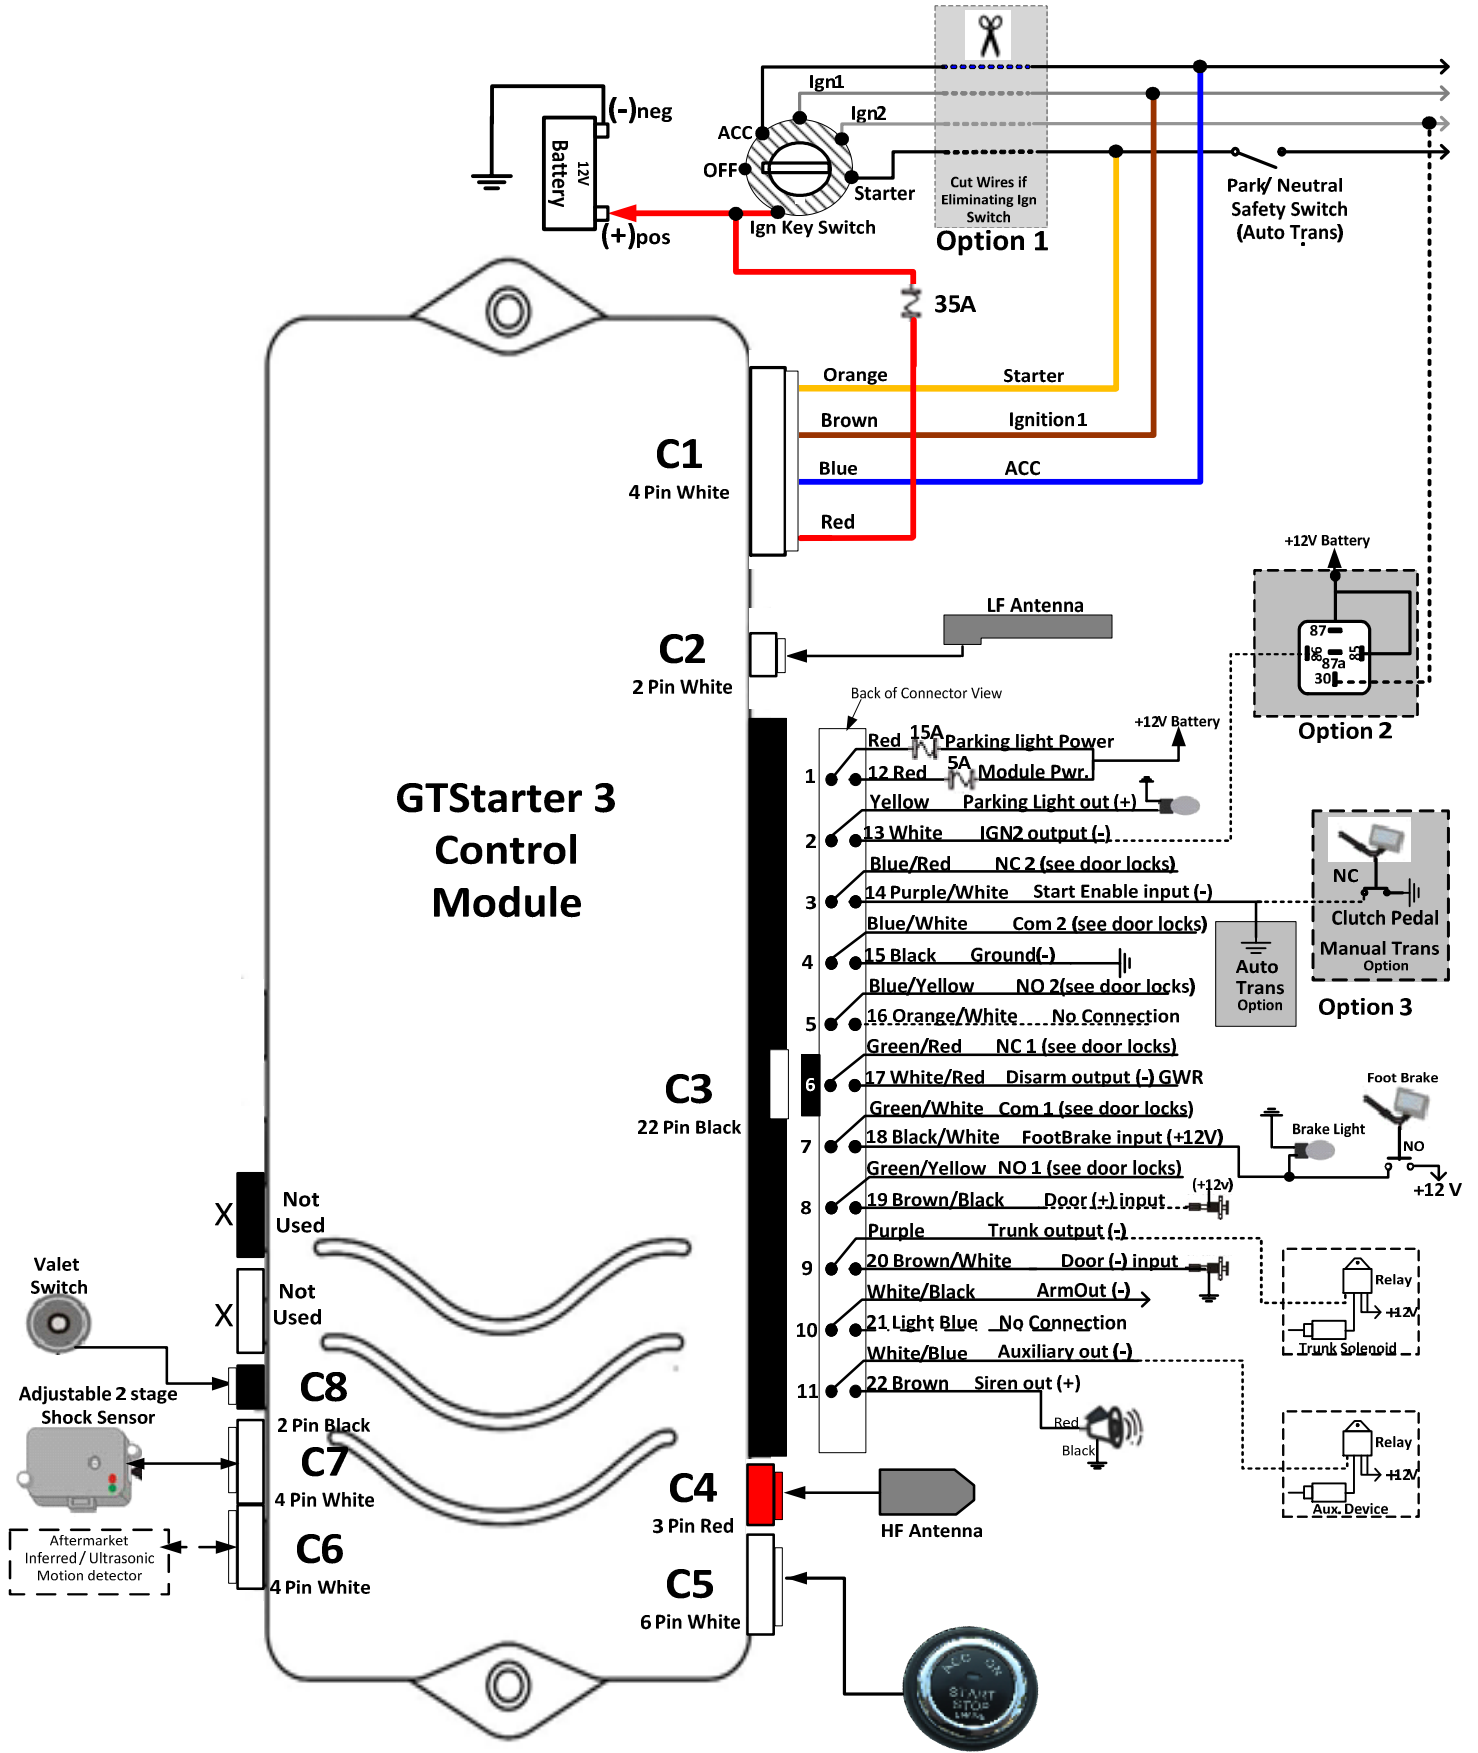 (-)neg
12V
Battery
(+)pos
ACC
Ign1
Ign2
OFF
Starter
Ign Key Switch
Cut Wires if
Eliminating Ign
Switch
Option 1
Park/ Neutral
Safety Switch
(Auto Trans)
35A
Orange Starter
Brown Ignition1
Blue ACC
Red
C1
4 Pin White
LF Antenna
C2
2 Pin White
+12V Battery
87
86
87a
85
30
Option 2
Back of Connector View
+12V Battery
Red 15A Parking light Power
1
12 Red 5A Module Pwr.
Yellow Parking Light out (+)
2
13 White IGN2 output (-)
Blue/Red NC 2 (see door locks)
3
14 Purple/White Start Enable input (-)
Blue/White Com 2 (see door locks)
4
15 Black Ground(-)
Blue/Yellow NO 2(see door locks)
5
16 Orange/White No Connection
Green/Red NC 1 (see door locks)
6
17 White/Red Disarm output (-) GWR
Green/White Com 1 (see door locks)
7
18 Black/White FootBrake input (+12V)
Green/Yellow NO 1 (see door locks)
8
19 Brown/Black Door (+) input
(+12v)
Purple Trunk output (-)
9
20 Brown/White Door (-) input
White/Black ArmOut (-)
10
21 Light Blue No Connection
White/Blue Auxiliary out (-)
11
22 Brown Siren out (+)
Red
Black
NC
Clutch Pedal
Manual Trans
Option
Option 3
Auto
Trans
Option
Foot Brake
Brake Light
NO
+12 V
Relay
+12V
Trunk Solenoid
Relay
+12V
Aux. Device
GTStarter 3
Control
Module
C3
22 Pin Black
X
Not
Used
X
Not
Used
Valet
Switch
C8
2 Pin Black
Adjustable 2 stage
Shock Sensor
C7
4 Pin White
Aftermarket
Inferred / Ultrasonic
Motion detector
C6
4 Pin White
C4
3 Pin Red
HF Antenna
C5
6 Pin White
ACC ON
START
STOP